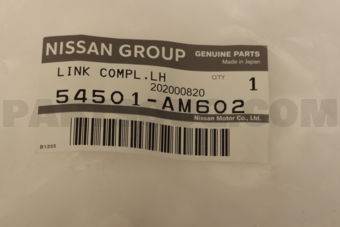 NISSAN GROUP GENUINE PARTS
Made in Japan
LINK COMPL.LH QTY 1
202000820
54501-AM602
Nissan Motor Co., Ltd.
B1205